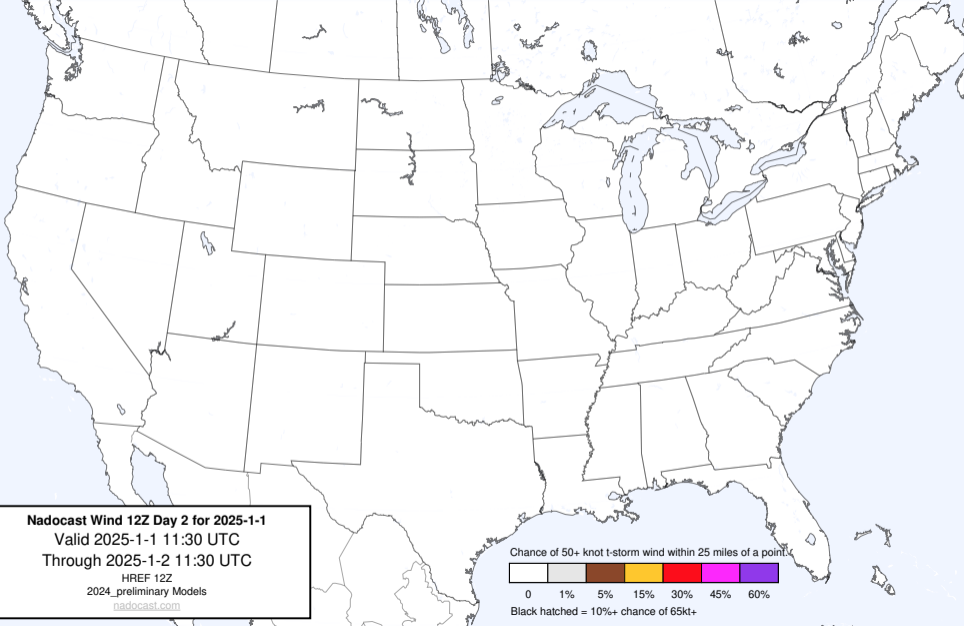 Nadocast Wind 12Z Day 2 for 2025-1-1
Valid 2025-1-1 11:30 UTC
Through 2025-1-2 11:30 UTC
HREF 12Z
2024_preliminary Models
nadocast.com
Chance of 50+ knot t-storm wind within 25 miles of a point.
0 1% 5% 15% 30% 45% 60%
Black hatched = 10%+ chance of 65kt+